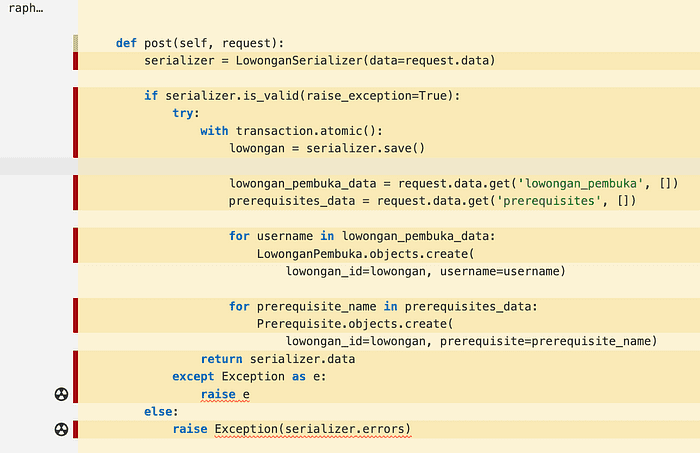 raph…
def post(self, request):
serializer = LowonganSerializer(data=request.data)
if serializer.is_valid(raise_exception=True):
try:
with transaction.atomic():
lowongan = serializer.save()
lowongan_pembuka_data = request.data.get('lowongan_pembuka', [])
prerequisites_data = request.data.get('prerequisites', [])
for username in lowongan_pembuka_data:
LowonganPembuka.objects.create(
lowongan_id=lowongan, username=username)
for prerequisite_name in prerequisites_data:
Prerequisite.objects.create(
lowongan_id=lowongan, prerequisite=prerequisite_name)
return serializer.data
except Exception as e:
raise e
else:
raise Exception(serializer.errors)